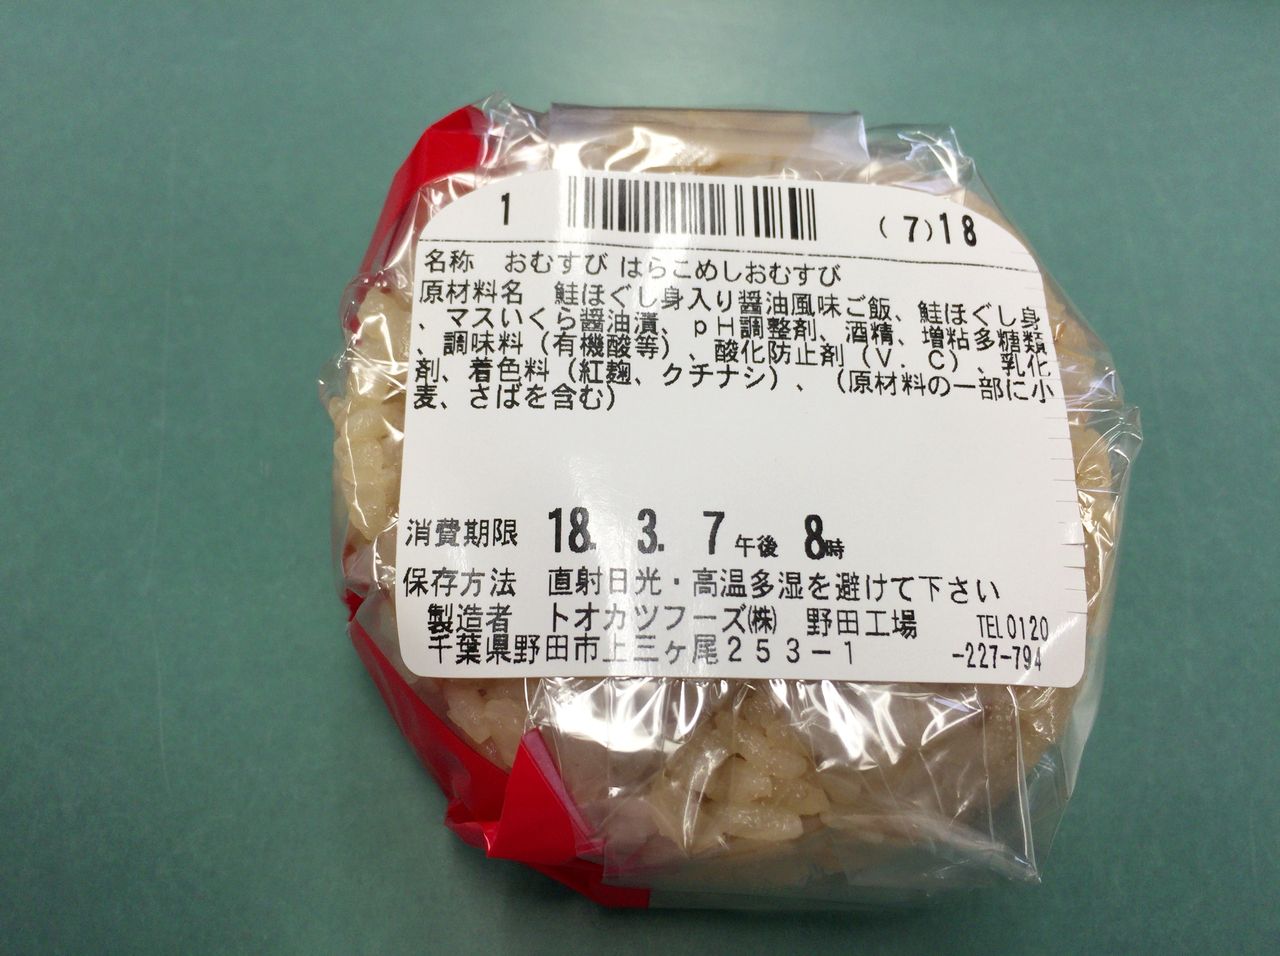 1 (7)18
名称 おむすび はらこめしおむすび
原材料名 鮭ほぐし身入り醤油風味ご飯、鮭ほぐし身
、マスいくら醤油漬、pH調整剤、酒精、増粘多糖類
、調味料（有機酸等）、酸化防止剤（V．C）、乳化
剤、着色料（紅麹、クチナシ）、（原材料の一部に小
麦、さばを含む）
消費期限 18. 3. 7 午後 8時
保存方法 直射日光・高温多湿を避けて下さい
製造者 トオカツフーズ㈱ 野田工場 TEL0120
千葉県野田市上三ヶ尾253-1 -227-794